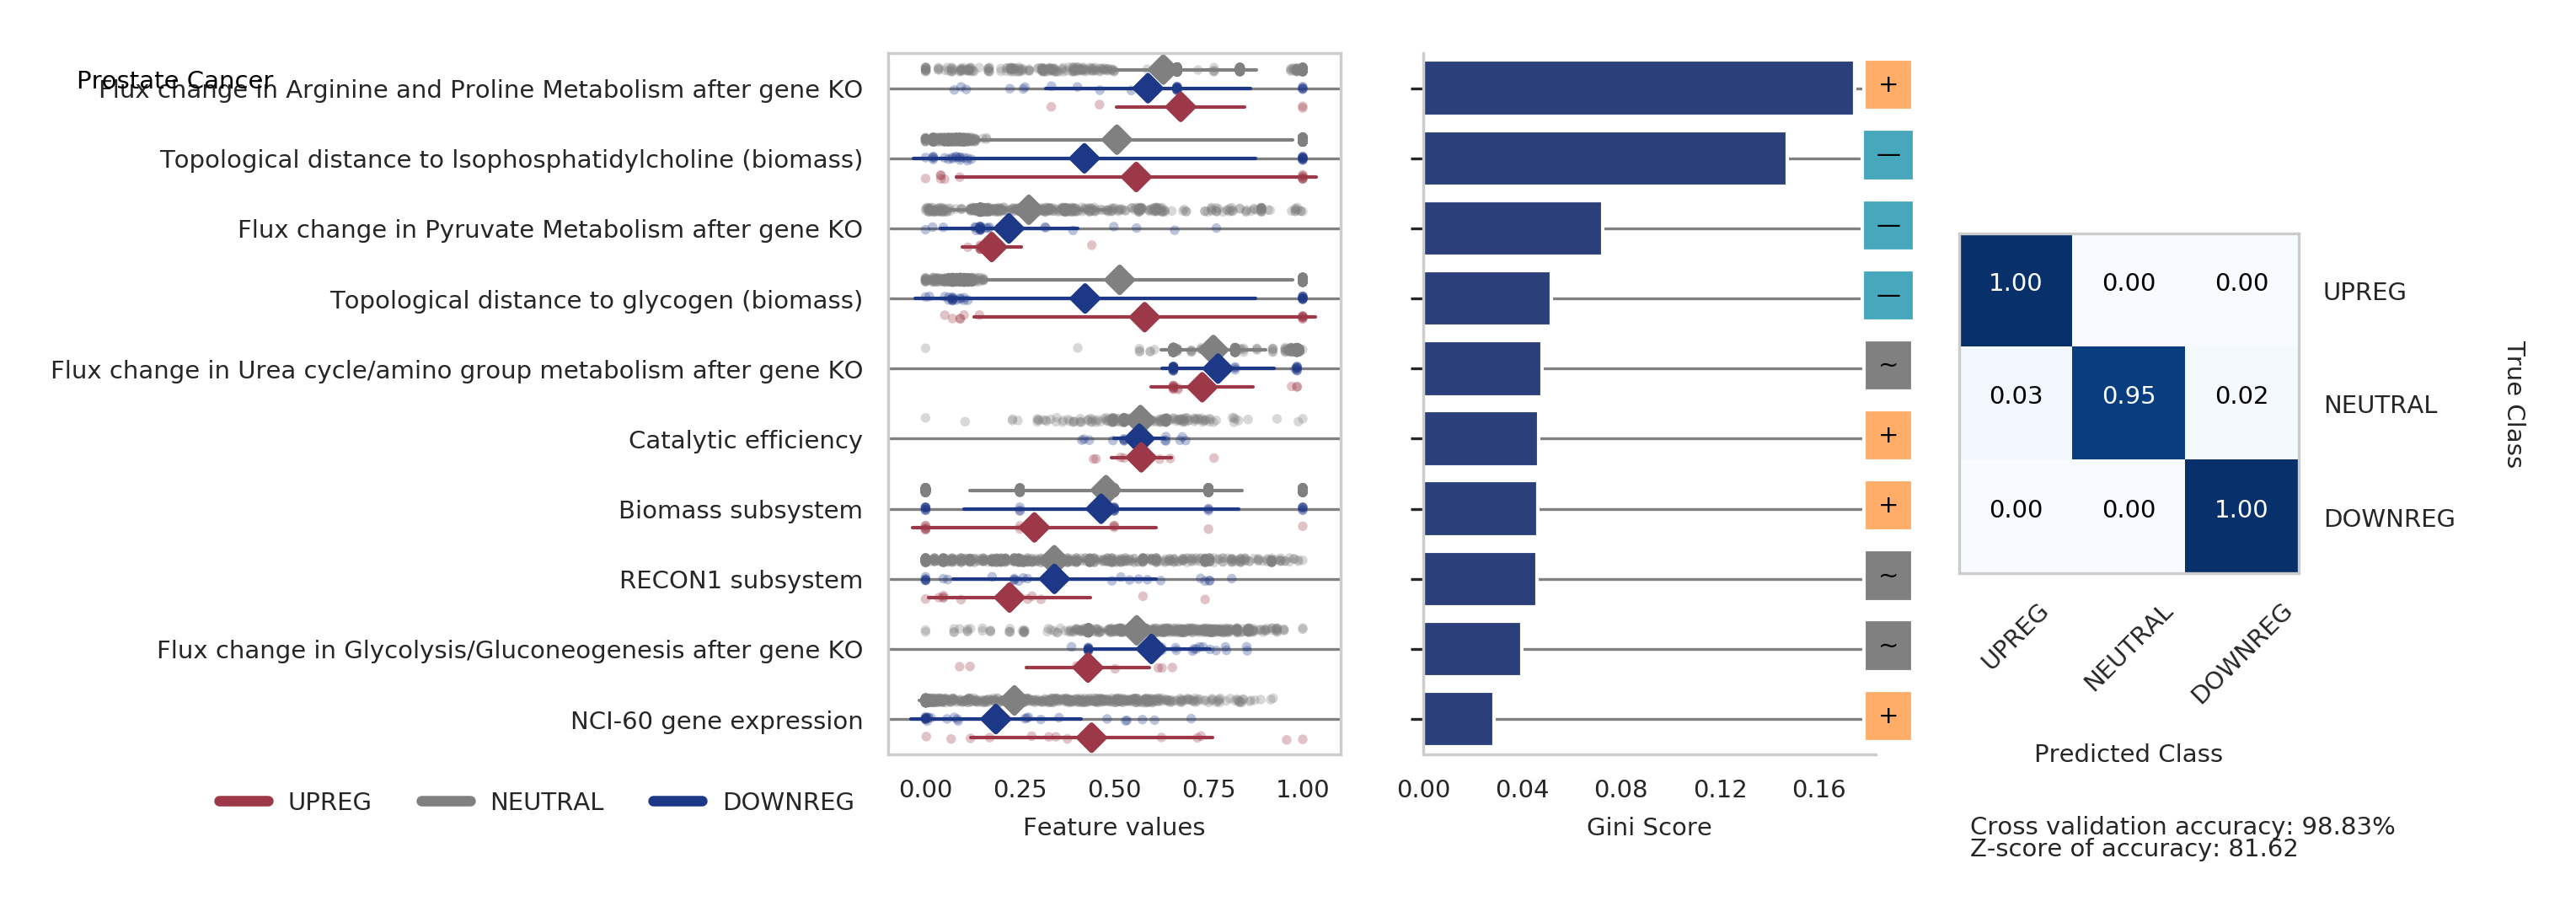 Prostate Cancer
Flux change in Arginine and Proline Metabolism after gene KO
Topological distance to lsophosphatidylcholine (biomass)
Flux change in Pyruvate Metabolism after gene KO
Topological distance to glycogen (biomass)
Flux change in Urea cycle/amino group metabolism after gene KO
Catalytic efficiency
Biomass subsystem
RECON1 subsystem
Flux change in Glycolysis/Gluconeogenesis after gene KO
NCI-60 gene expression
UPREG NEUTRAL DOWNREG
0.00 0.25 0.50 0.75 1.00
Feature values
+
—
—
—
~
+
+
~
~
+
0.00 0.04 0.08 0.12 0.16
Gini Score
1.00 0.00 0.00 UPREG
0.03 0.95 0.02 NEUTRAL
0.00 0.00 1.00 DOWNREG
True Class
UPREG NEUTRAL DOWNREG
Predicted Class
Cross validation accuracy: 98.83%
Z-score of accuracy: 81.62